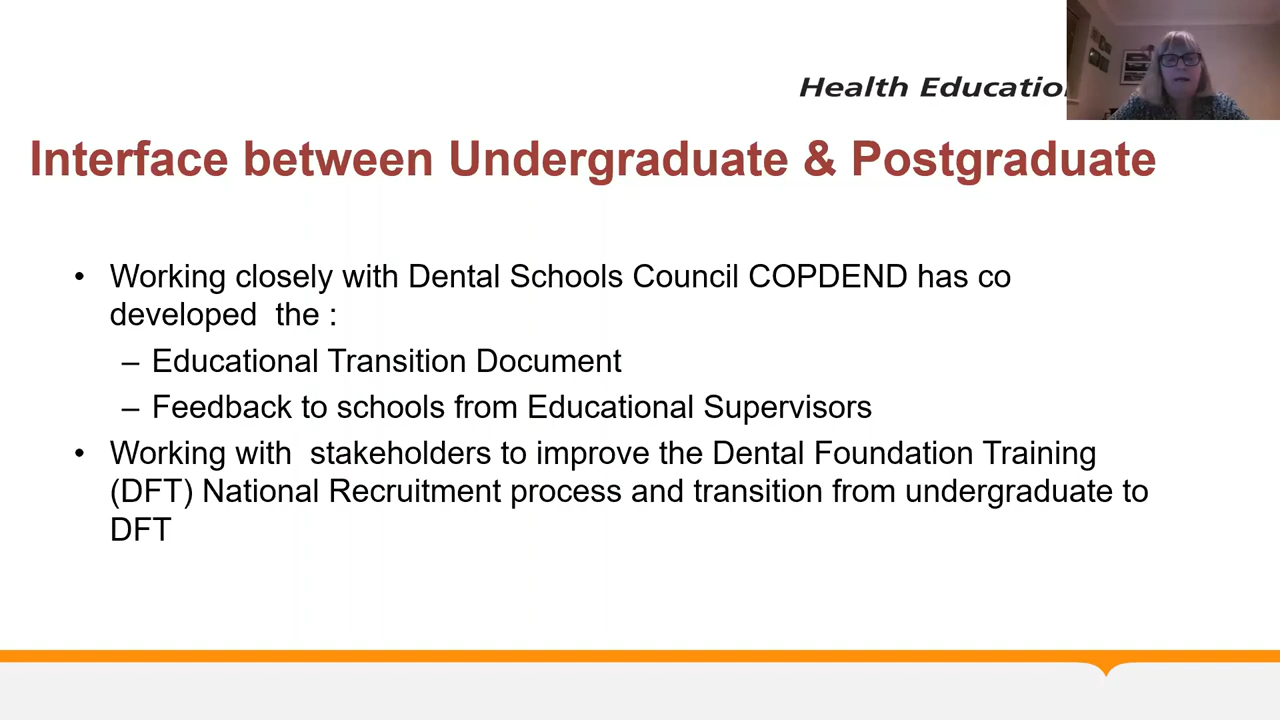 Health Education
Interface between Undergraduate & Postgraduate
• Working closely with Dental Schools Council COPDEND has co
developed  the :
– Educational Transition Document
– Feedback to schools from Educational Supervisors
• Working with  stakeholders to improve the Dental Foundation Training
(DFT) National Recruitment process and transition from undergraduate to
DFT